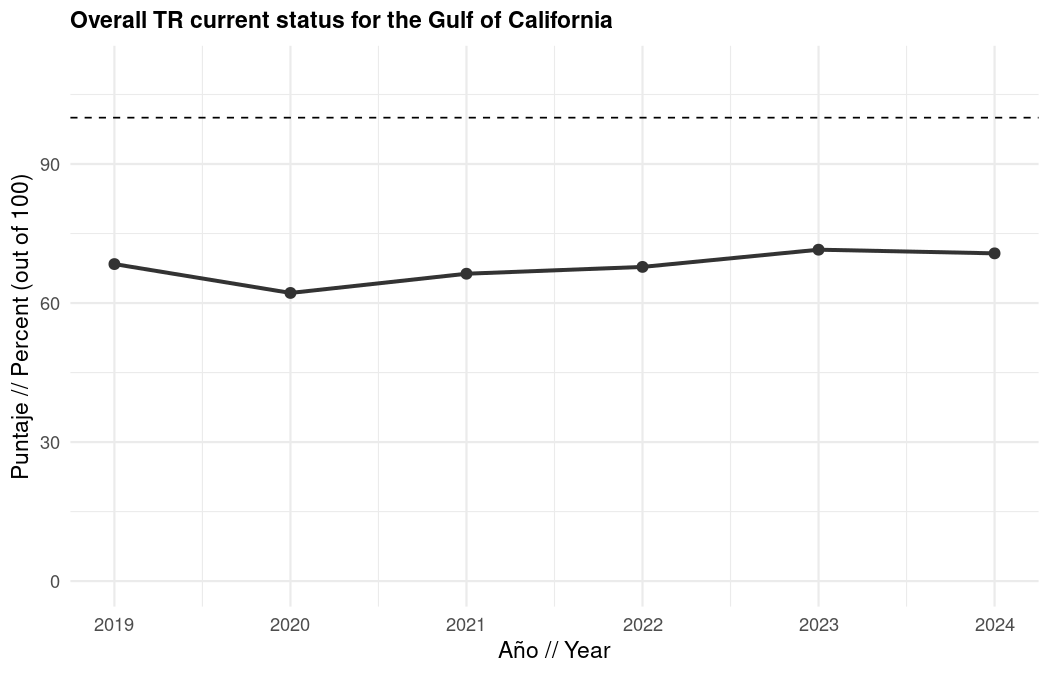 Overall TR current status for the Gulf of California
Puntaje // Percent (out of 100)
90
60
30
0
2019 2020 2021 2022 2023 2024
Año // Year